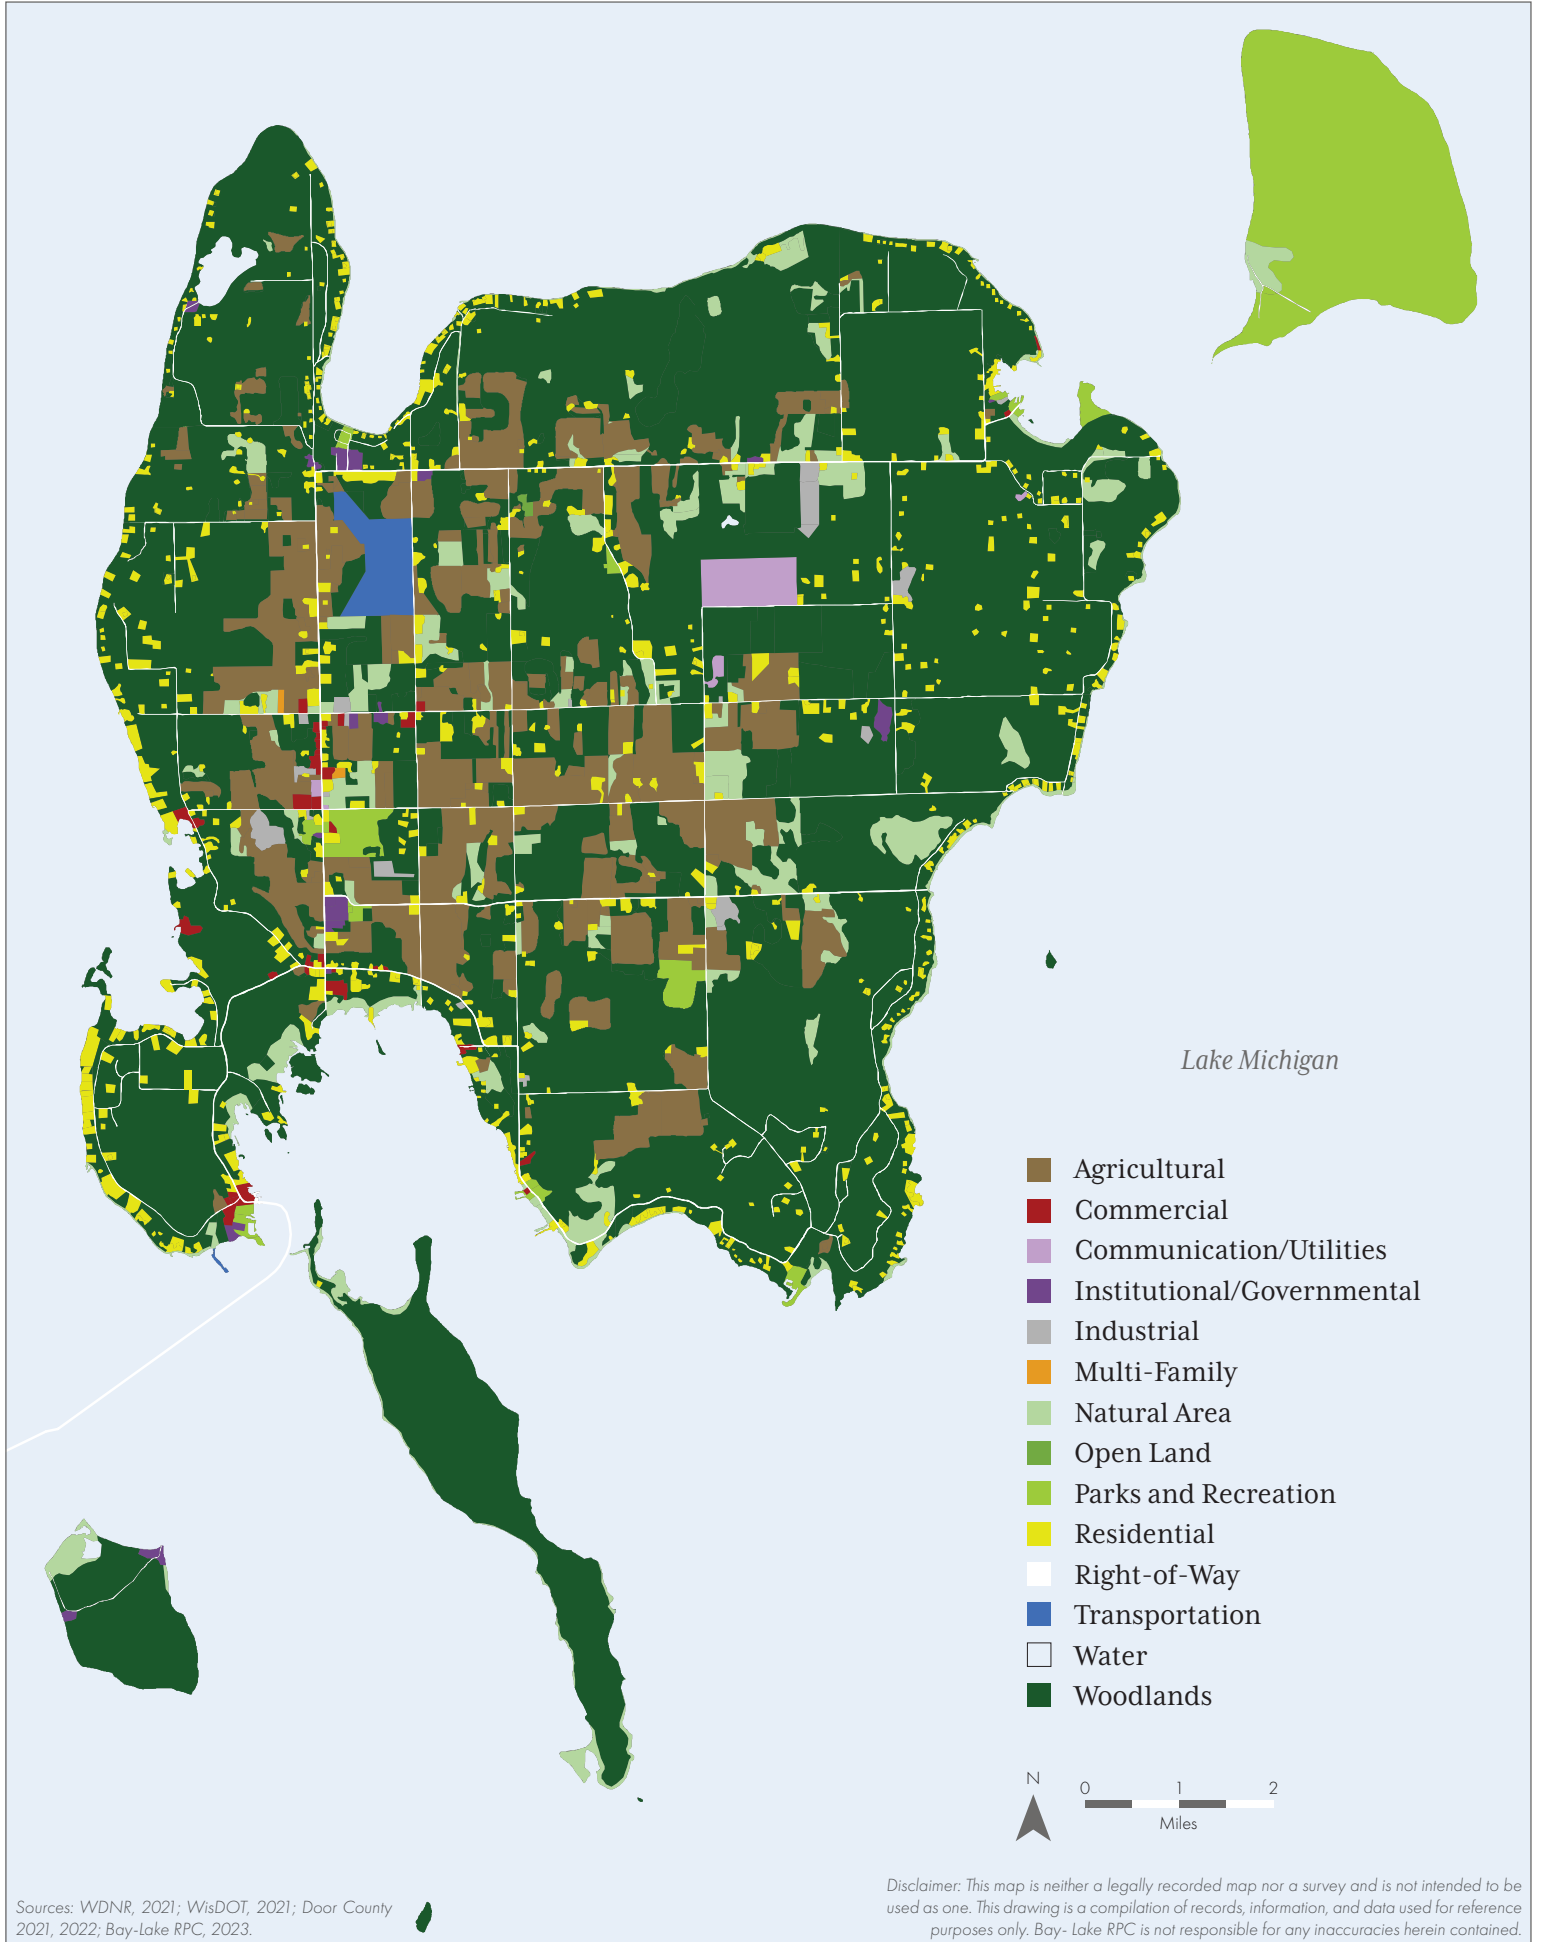 Lake Michigan
Agricultural
Commercial
Communication/Utilities
Institutional/Governmental
Industrial
Multi-Family
Natural Area
Open Land
Parks and Recreation
Residential
Right-of-Way
Transportation
Water
Woodlands
N
0 1 2
Miles
Sources: WDNR, 2021; WisDOT, 2021; Door County
2021, 2022; Bay-Lake RPC, 2023.
Disclaimer: This map is neither a legally recorded map nor a survey and is not intended to be
used as one. This drawing is a compilation of records, information, and data used for reference
purposes only. Bay- Lake RPC is not responsible for any inaccuracies herein contained.